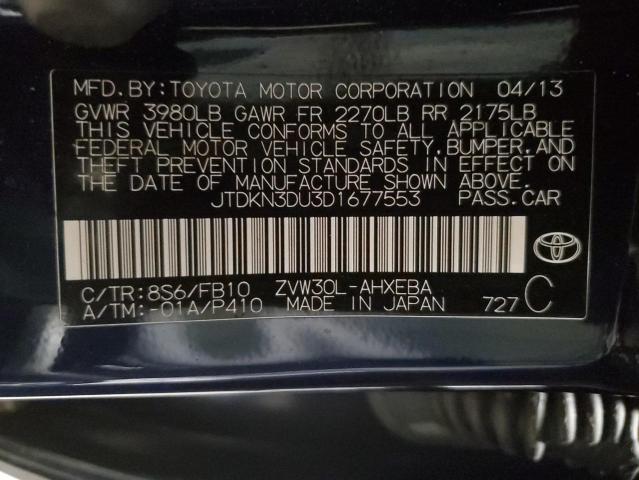 MFD.BY:TOYOTA MOTOR CORPORATION 04/13
GVWR 3980LB GAWR FR 2270LB RR 2175LB
THIS VEHICLE CONFORMS TO ALL APPLICABLE
FEDERAL MOTOR VEHICLE SAFETY,BUMPER,AND
THEFT PREVENTION STANDARDS IN EFFECT ON
THE DATE OF MANUFACTURE SHOWN ABOVE.
JTDKN3DU3D1677553 PASS.CAR
C/TR:8S6/FB10 ZVW30L-AHXEBA
A/TM:-01A/P410 MADE IN JAPAN 727 C